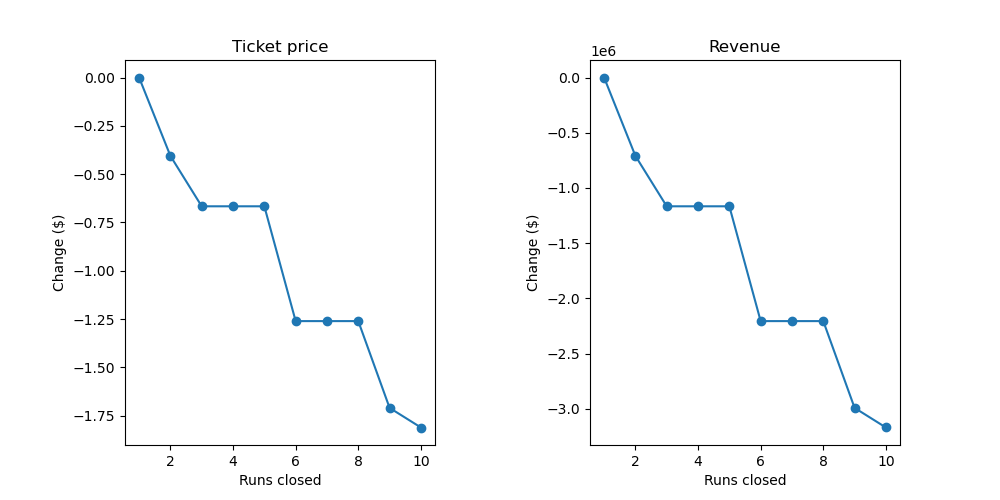 Ticket price
0.00
−0.25
−0.50
−0.75
−1.00
−1.25
−1.50
−1.75
Change ($)
2 4 6 8 10
Runs closed
Revenue
1e6
0.0
−0.5
−1.0
−1.5
−2.0
−2.5
−3.0
Change ($)
2 4 6 8 10
Runs closed